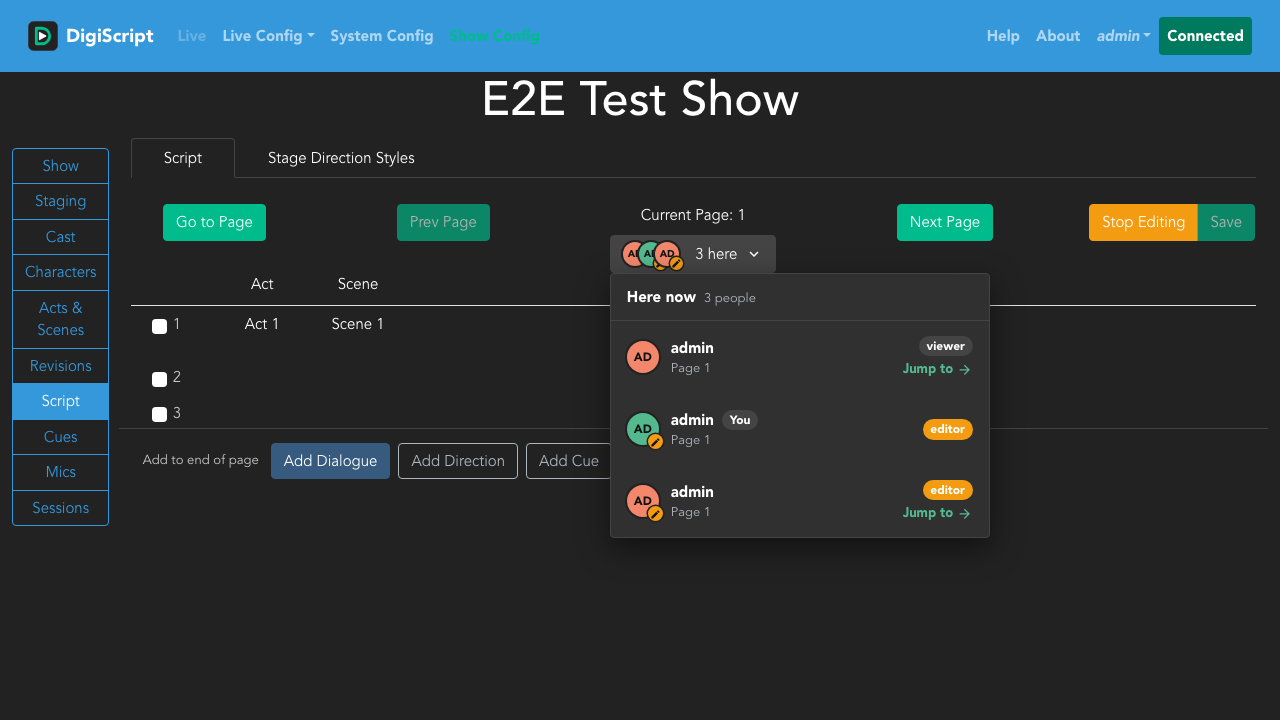 DigiScript Live Live Config System Config Show Config Help About admin Connected
E2E Test Show
Script Stage Direction Styles
Show
Staging
Cast
Characters
Acts &
Scenes
Revisions
Script
Cues
Mics
Sessions
Go to Page Prev Page Current Page: 1 Next Page Stop Editing Save
AD 3 here
Act Scene
1 Act 1 Scene 1
2
3
Add to end of page Add Dialogue Add Direction Add Cue
Here now 3 people
AD admin viewer
Page 1 Jump to
AD admin You editor
Page 1
AD admin editor
Page 1 Jump to